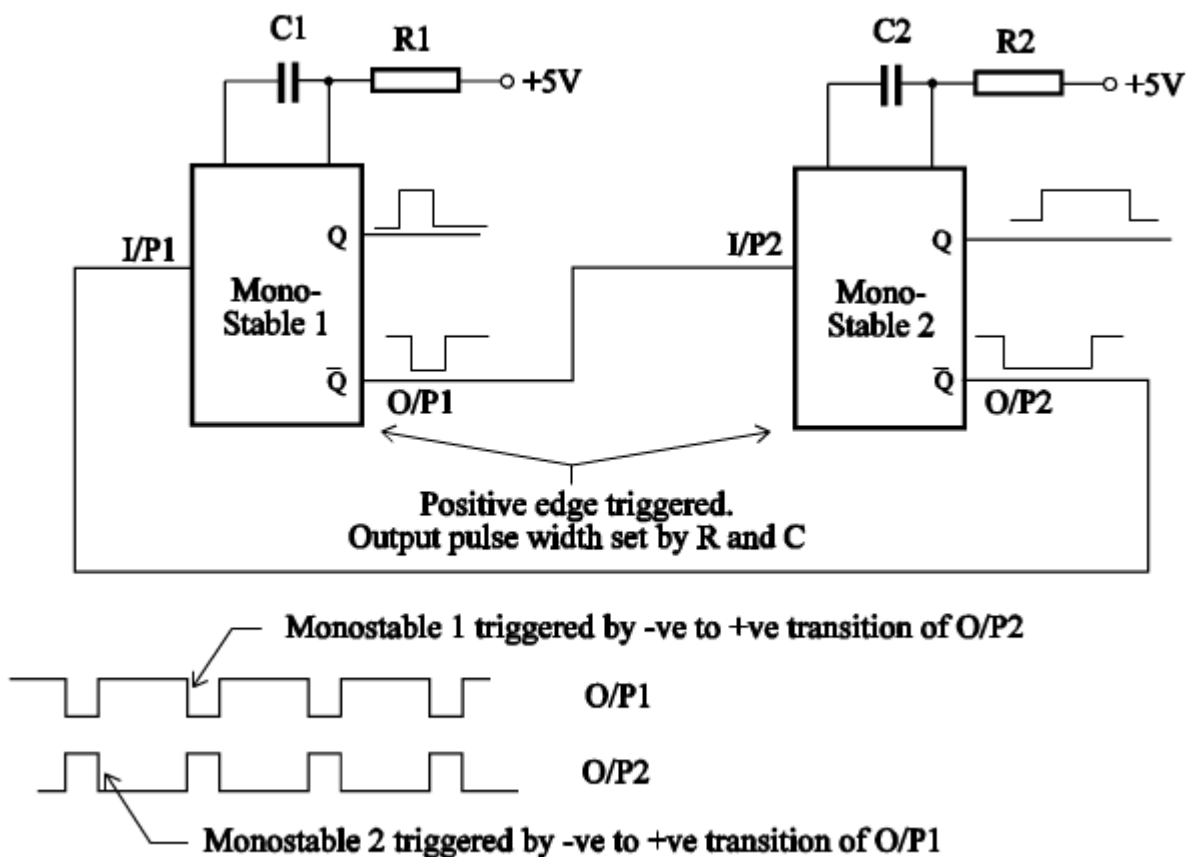 C1
R1
+5V
C2
R2
+5V
I/P1
Q
Mono-
Stable 1
Q̅
O/P1
I/P2
Q
Mono-
Stable 2
Q̅
O/P2
Positive edge triggered.
Output pulse width set by R and C
Monostable 1 triggered by -ve to +ve transition of O/P2
O/P1
O/P2
Monostable 2 triggered by -ve to +ve transition of O/P1